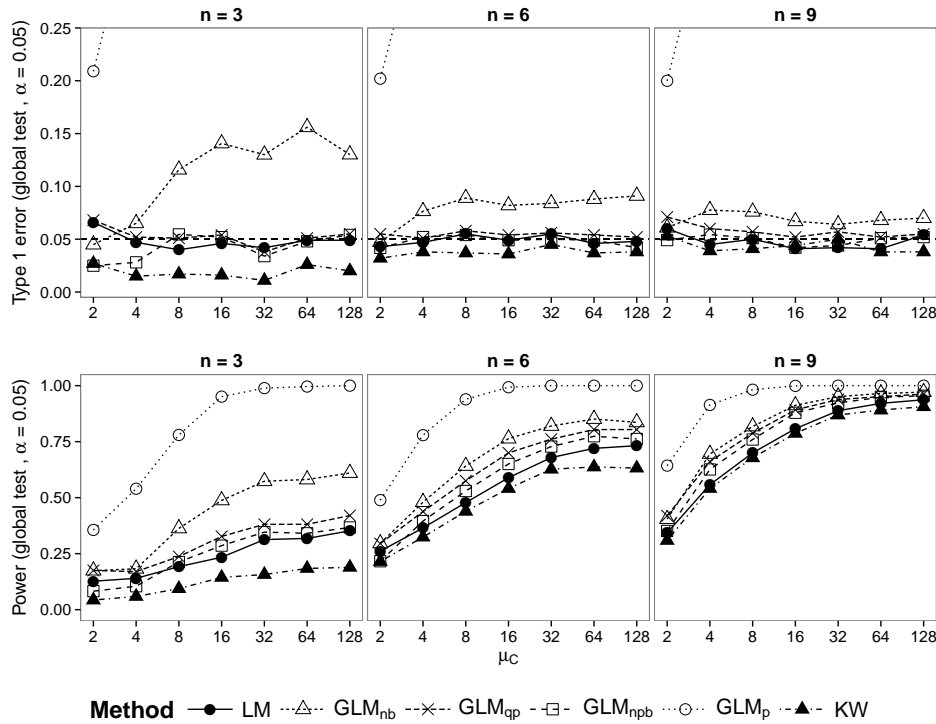 n = 3
n = 6
n = 9
Type 1 error (global test , α = 0.05)
0.25
0.20
0.15
0.10
0.05
0.00
2 4 8 16 32 64 128
2 4 8 16 32 64 128
2 4 8 16 32 64 128
n = 3
n = 6
n = 9
Power (global test , α = 0.05)
1.00
0.75
0.50
0.25
0.00
2 4 8 16 32 64 128
2 4 8 16 32 64 128
2 4 8 16 32 64 128
μC
Method LM GLMnb GLMqp GLMnpb GLMp KW